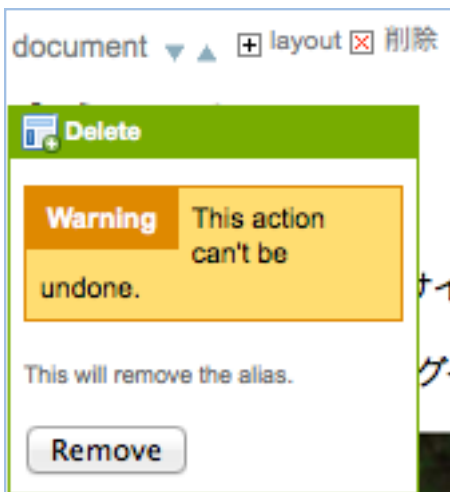 document layout 削除
Delete
Warning This action
can't be
undone.
This will remove the alias.
Remove